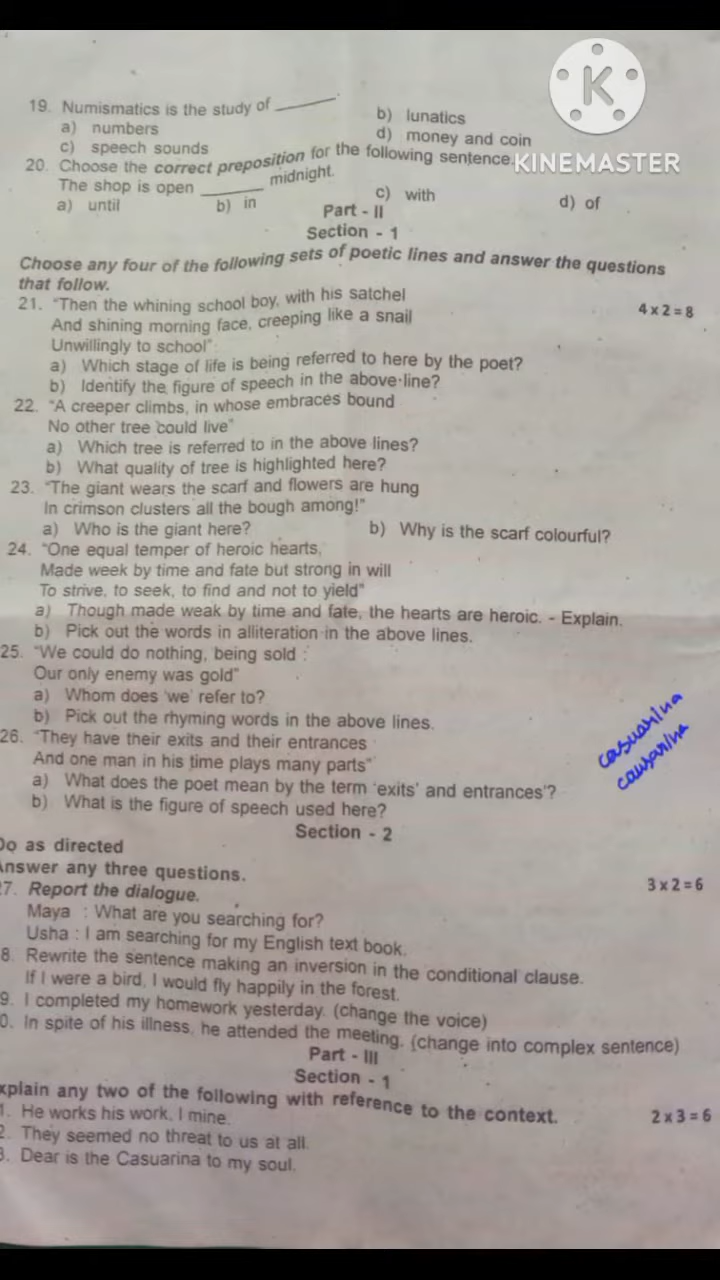 K
KINEMASTER
19. Numismatics is the study of ______.
a) numbers b) lunatics
c) speech sounds d) money and coin
20. Choose the correct preposition for the following sentence.
The shop is open ______ midnight.
a) until b) in c) with d) of
Part - II
Section - 1
Choose any four of the following sets of poetic lines and answer the questions
that follow.
4 x 2 = 8
21. "Then the whining school boy, with his satchel
And shining morning face, creeping like a snail
Unwillingly to school"
a) Which stage of life is being referred to here by the poet?
b) Identify the figure of speech in the above line?
22. "A creeper climbs, in whose embraces bound
No other tree could live"
a) Which tree is referred to in the above lines?
b) What quality of tree is highlighted here?
23. "The giant wears the scarf and flowers are hung
In crimson clusters all the bough among!"
a) Who is the giant here? b) Why is the scarf colourful?
24. "One equal temper of heroic hearts,
Made week by time and fate but strong in will
To strive, to seek, to find and not to yield"
a) Though made weak by time and fate, the hearts are heroic. - Explain.
b) Pick out the words in alliteration in the above lines.
25. "We could do nothing, being sold :
Our only enemy was gold"
a) Whom does 'we' refer to?
b) Pick out the rhyming words in the above lines.
casuarina
causarina
26. "They have their exits and their entrances
And one man in his time plays many parts"
a) What does the poet mean by the term 'exits' and entrances'?
b) What is the figure of speech used here?
Section - 2
Do as directed
Answer any three questions.
3 x 2 = 6
27. Report the dialogue.
Maya : What are you searching for?
Usha : I am searching for my English text book.
8. Rewrite the sentence making an inversion in the conditional clause.
If I were a bird, I would fly happily in the forest.
9. I completed my homework yesterday. (change the voice)
0. In spite of his illness, he attended the meeting. (change into complex sentence)
Part - III
Section - 1
xplain any two of the following with reference to the context.
2 x 3 = 6
1. He works his work, I mine.
2. They seemed no threat to us at all.
3. Dear is the Casuarina to my soul.